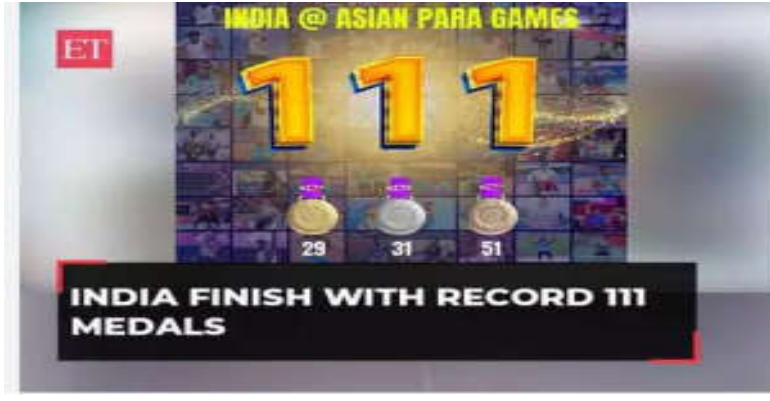 INDIA @ ASIAN PARA GAMES
ET
111
29 31 51
INDIA FINISH WITH RECORD 111
MEDALS